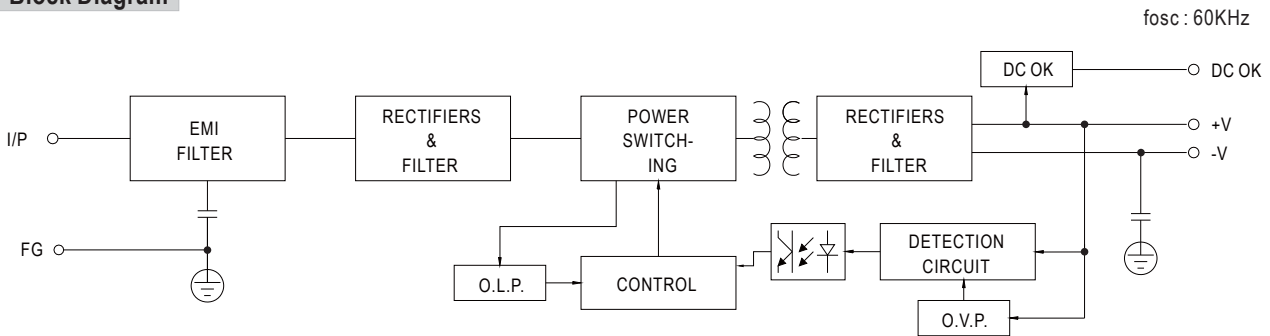 Block Diagram
fosc : 60KHz
I/P
EMI
FILTER
RECTIFIERS
&
FILTER
POWER
SWITCH-
ING
RECTIFIERS
&
FILTER
DC OK
DC OK
+V
-V
FG
O.L.P.
CONTROL
DETECTION
CIRCUIT
O.V.P.